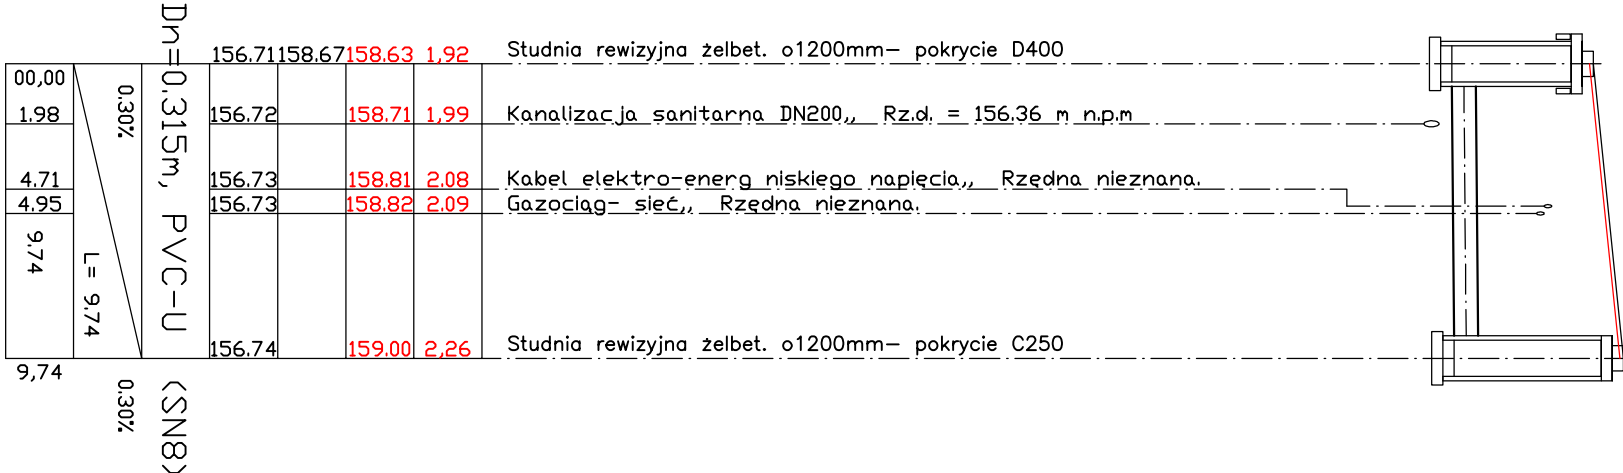 Dn=0.315m, PVC-U (SN8)
156.71 158.67 158.63 1,92 Studnia rewizyjna żelbet. o1200mm- pokrycie D400
00,00
0.30%
1.98 156.72 158.71 1,99 Kanalizacja sanitarna DN200,, Rz.d. = 156.36 m n.p.m
4.71 156.73 158.81 2.08 Kabel elektro-energ niskiego napięcia,, Rzędna nieznana.
4.95 156.73 158.82 2.09 Gazociąg- sieć,, Rzędna nieznana.
9.74
L= 9.74
156.74 159.00 2,26 Studnia rewizyjna żelbet. o1200mm- pokrycie C250
9,74
0.30%